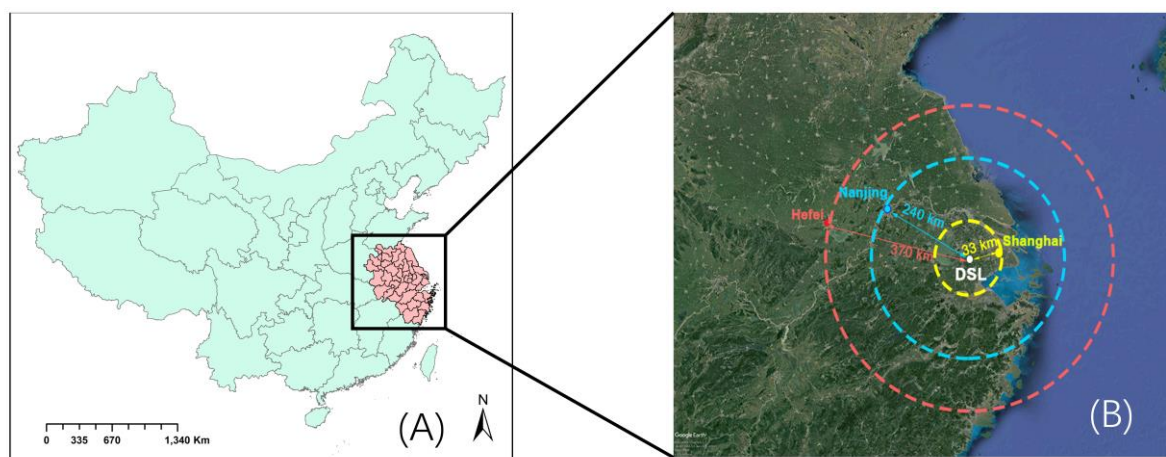 N
0 335 670 1,340 Km
(A)
Nanjing
Hefei
240 km
370 km
33 km
Shanghai
DSL
Google Earth
(B)